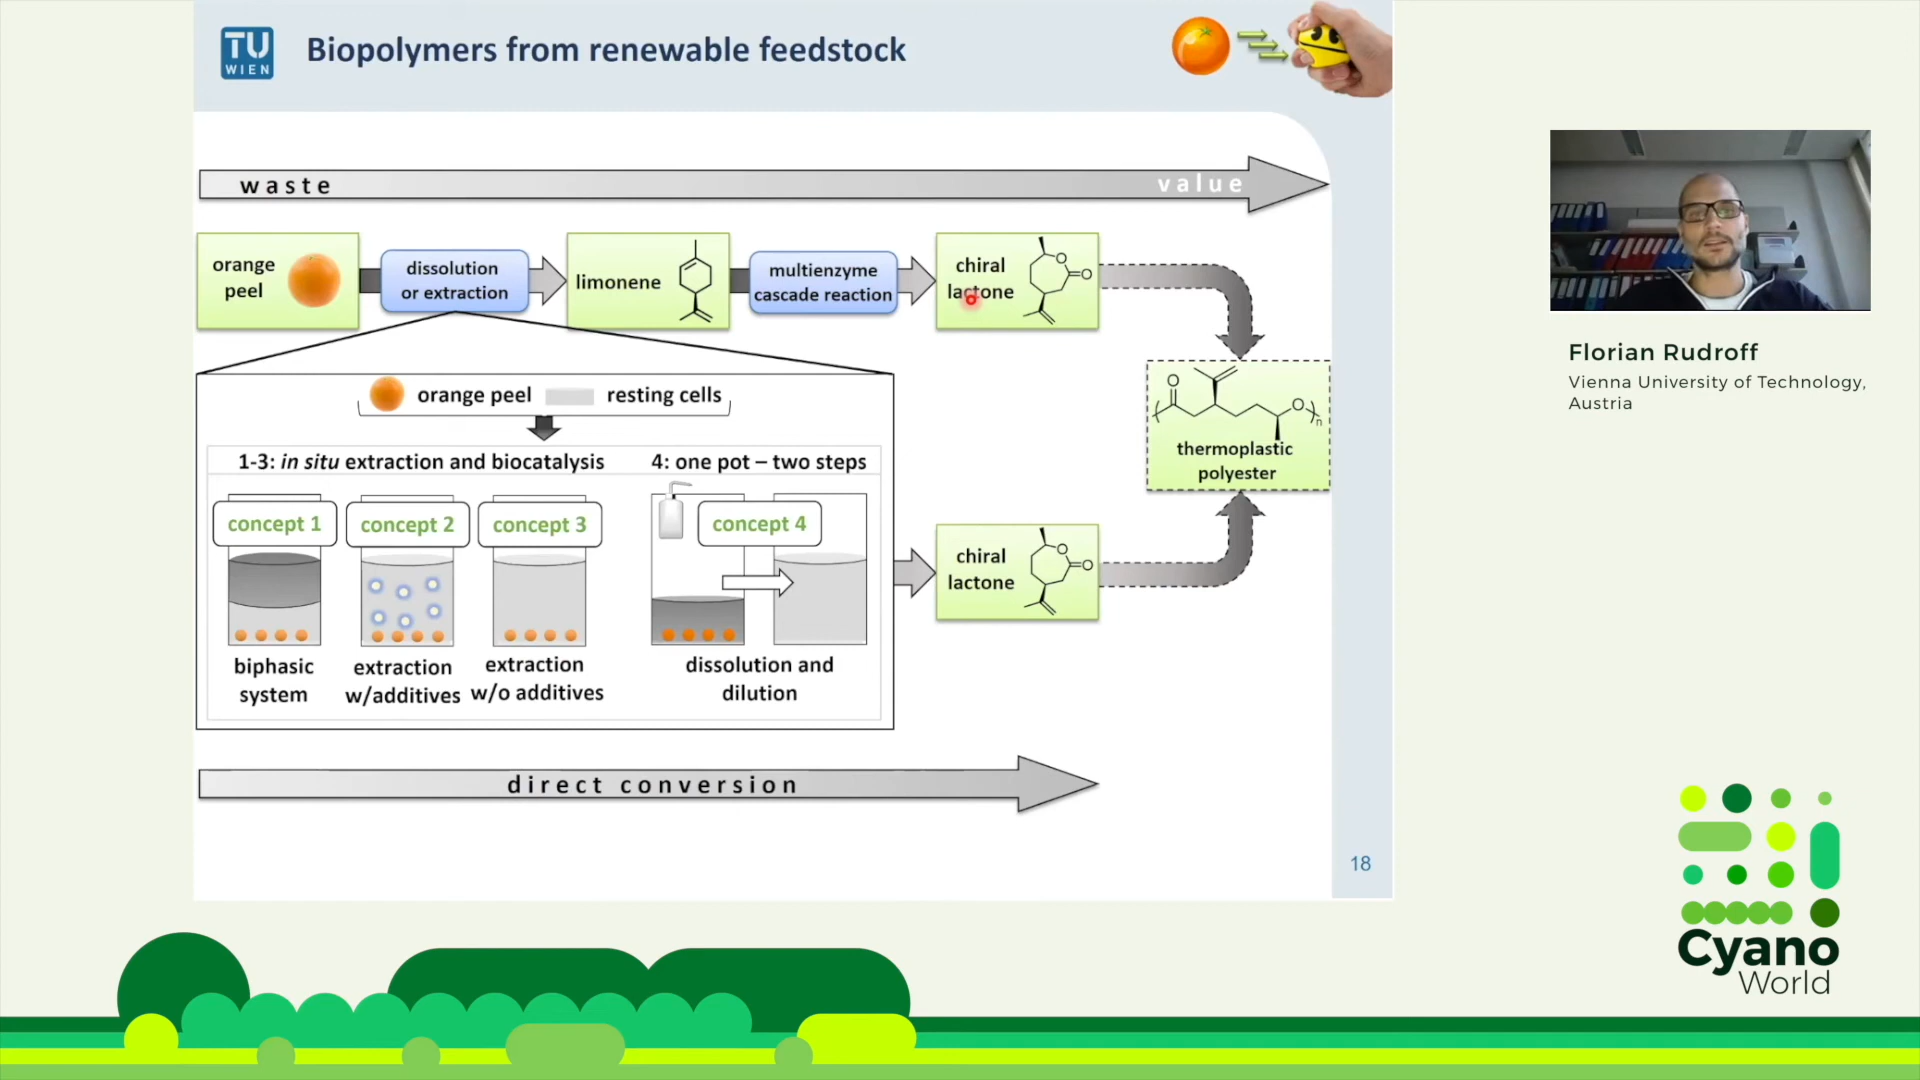 TU
WIEN
Biopolymers from renewable feedstock
waste
value
orange
peel
dissolution
or extraction
limonene
multienzyme
cascade reaction
chiral
lactone
O
O
orange peel
resting cells
O
O
n
thermoplastic
polyester
1-3: in situ extraction and biocatalysis
4: one pot – two steps
concept 1
concept 2
concept 3
concept 4
biphasic
system
extraction
w/additives
extraction
w/o additives
dissolution and
dilution
chiral
lactone
O
O
direct conversion
18
Florian Rudroff
Vienna University of Technology,
Austria
Cyano
World